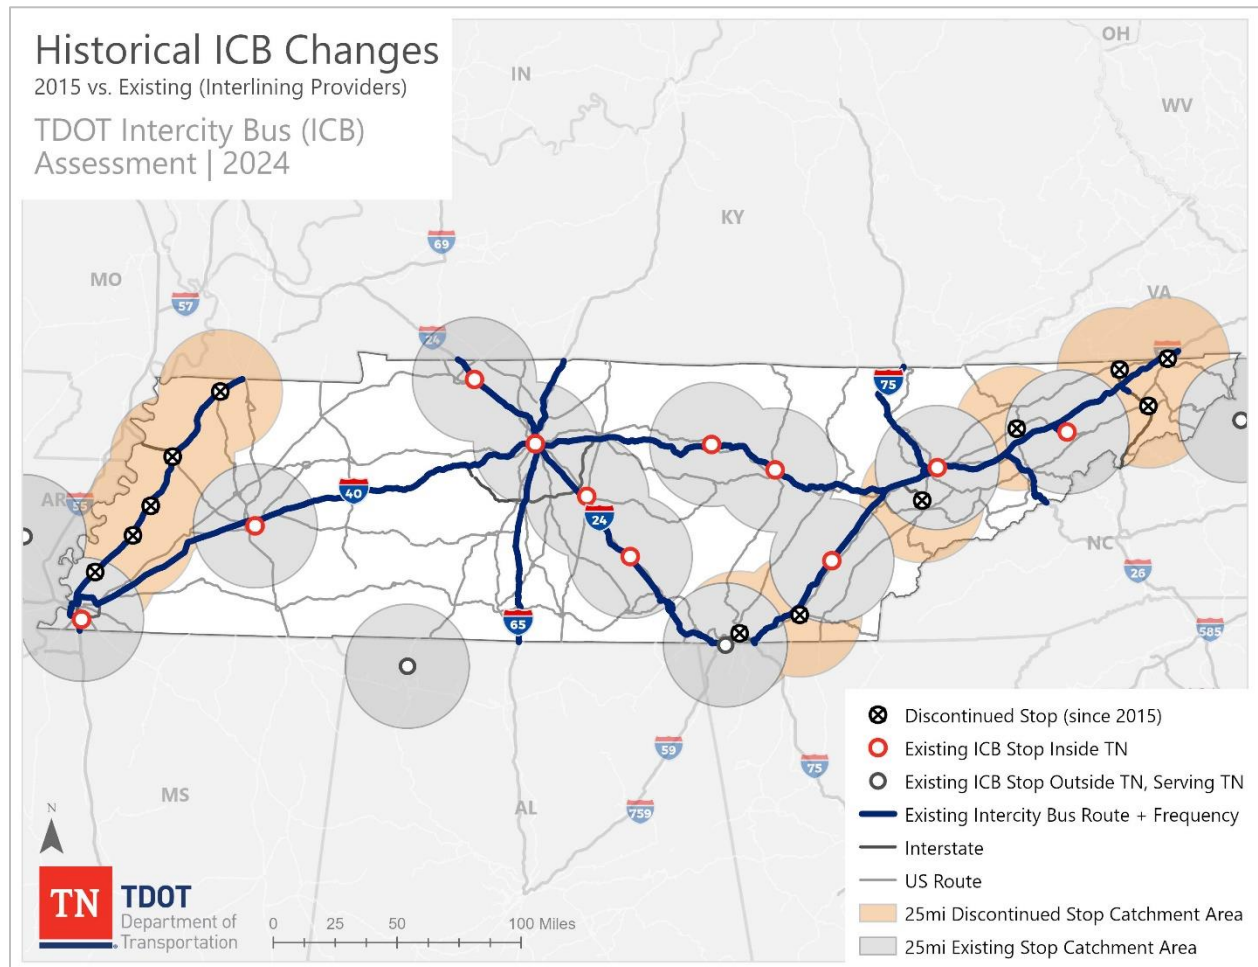 Historical ICB Changes
2015 vs. Existing (Interlining Providers)
TDOT Intercity Bus (ICB)
Assessment | 2024
OH
IN
WV
KY
69
MO
57
VA
24
75
40
AR
55
24
NC
26
65
585
59
75
MS
AL
759
N
TN
TDOT
Department of
Transportation
0 25 50 100 Miles
Discontinued Stop (since 2015)
Existing ICB Stop Inside TN
Existing ICB Stop Outside TN, Serving TN
Existing Intercity Bus Route + Frequency
Interstate
US Route
25mi Discontinued Stop Catchment Area
25mi Existing Stop Catchment Area